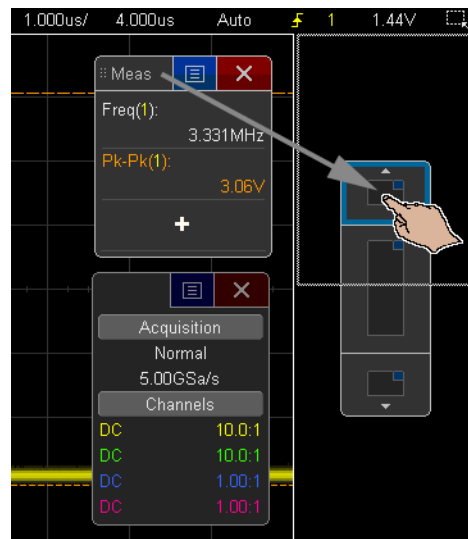 1.000us/ 4.000us Auto 1 1.44V
Meas
Freq(1):
3.331MHz
Pk-Pk(1):
3.06V
+
Acquisition
Normal
5.00GSa/s
Channels
DC 10.0:1
DC 10.0:1
DC 1.00:1
DC 1.00:1